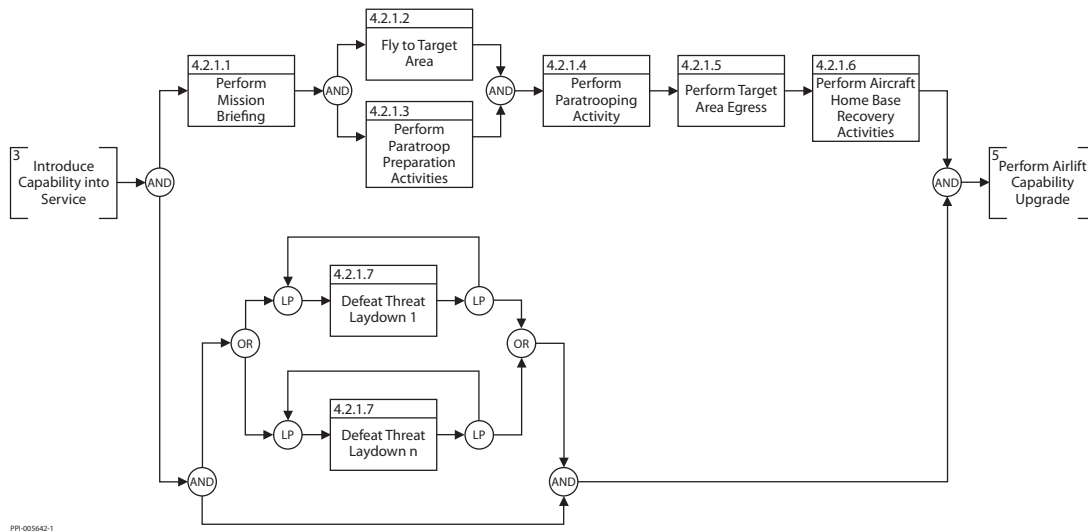 4.2.1.2
Fly to Target
Area
4.2.1.1
Perform
Mission
Briefing
AND
AND
4.2.1.3
Perform
Paratroop
Preparation
Activities
4.2.1.4
Perform
Paratrooping
Activity
4.2.1.5
Perform Target
Area Egress
4.2.1.6
Perform Aircraft
Home Base
Recovery
Activities
3
Introduce
Capability into
Service
AND
AND
5
Perform Airlift
Capability
Upgrade
4.2.1.7
LP
Defeat Threat
Laydown 1
LP
OR
OR
4.2.1.7
LP
Defeat Threat
Laydown n
LP
AND
AND
PPI-005642-1